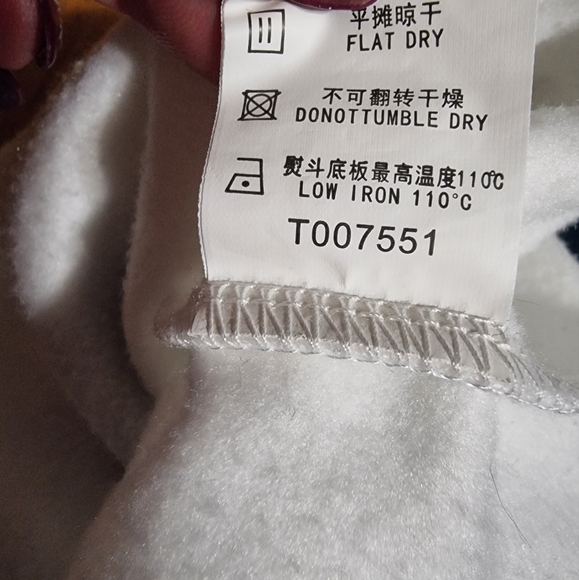 平摊晾干
FLAT DRY
不可翻转干燥
DONOTTUMBLE DRY
熨斗底板最高温度110℃
LOW IRON 110°C
T007551